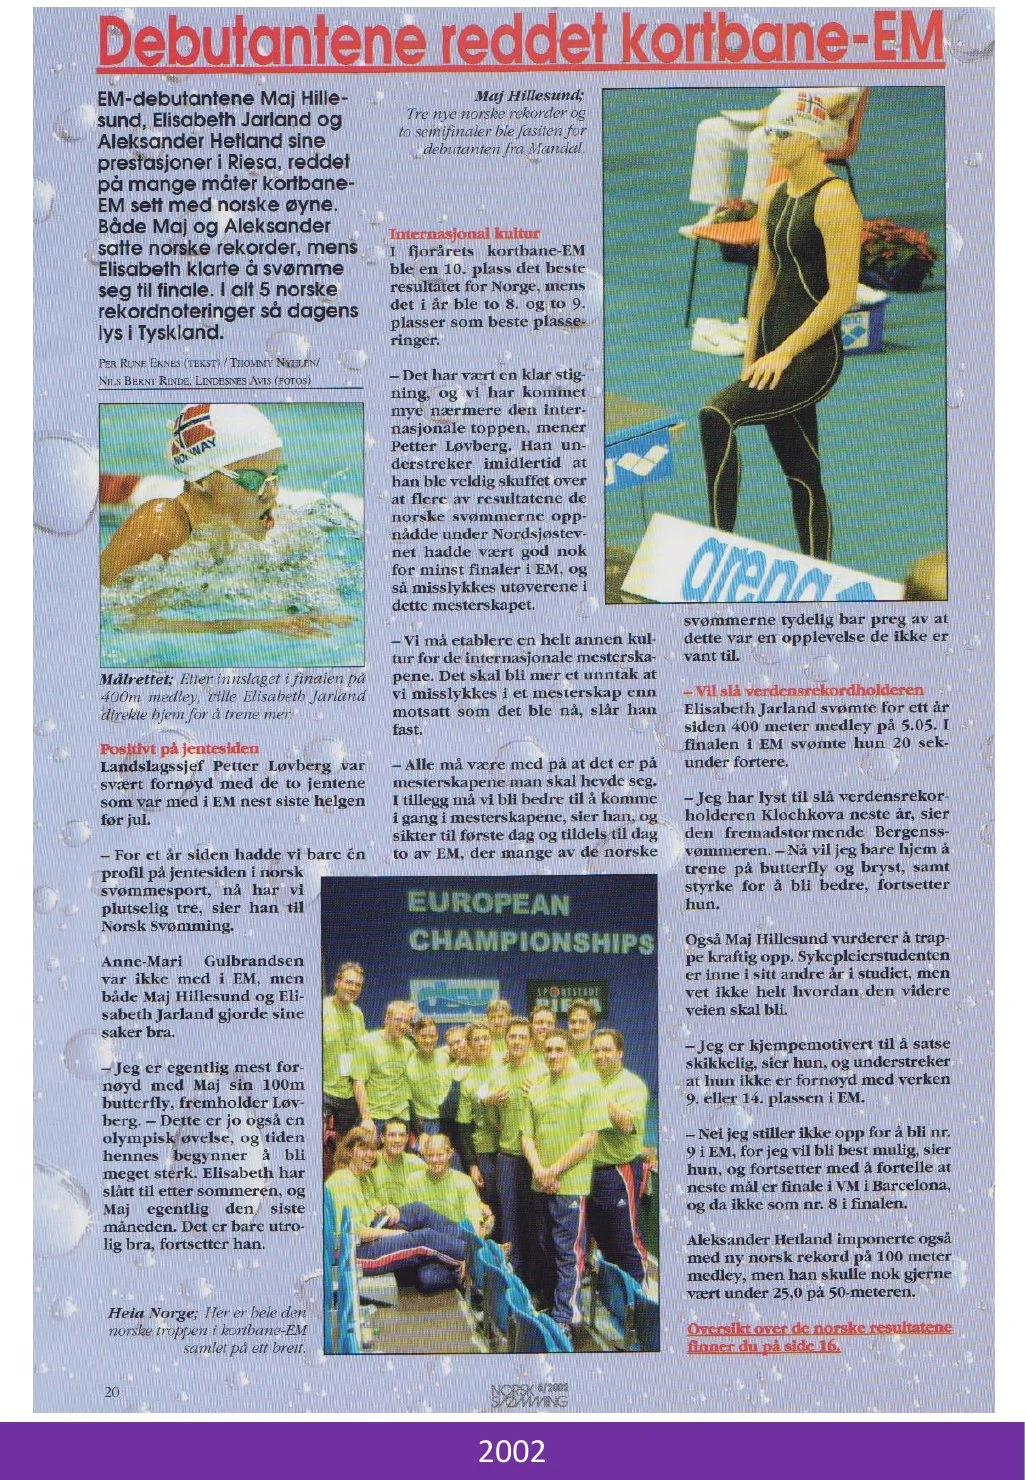 Debutantene reddet kortbane-EM
EM-debutantene Maj Hille-
sund, Elisabeth Jarland og
Aleksander Hetland sine
prestasjoner i Riesa, reddet
på mange måter kortbane-
EM sett med norske øyne.
Både Maj og Aleksander
satte norske rekorder, mens
Elisabeth klarte å svømme
seg til finale. I alt 5 norske
rekordnoteringer så dagens
lys i Tyskland.
Per Rune Eknes (tekst) / Thommy Nyhlen/
Nils Bernt Rinde, Lindesnes Avis (fotos)
NORWAY
Målrettet; Etter innslaget i finalen på
400m medley, ville Elisabeth Jarland
direkte hjem for å trene mer.
Positivt på jentesiden
Landslagssjef Petter Løvberg var
svært fornøyd med de to jentene
som var med i EM nest siste helgen
før jul.
– For et år siden hadde vi bare én
profil på jentesiden i norsk
svømmesport, nå har vi
plutselig tre, sier han til
Norsk Svømming.
Anne-Mari Gulbrandsen
var ikke med i EM, men
både Maj Hillesund og Eli-
sabeth Jarland gjorde sine
saker bra.
– Jeg er egentlig mest for-
nøyd med Maj sin 100m
butterfly, fremholder Løv-
berg. – Dette er jo også en
olympisk øvelse, og tiden
hennes begynner å bli
meget sterk. Elisabeth har
slått til etter sommeren, og
Maj egentlig den siste
måneden. Det er bare utro-
lig bra, fortsetter han.
Heia Norge; Her er hele den
norske troppen i kortbane-EM
samlet på ett brett.
Maj Hillesund;
Tre nye norske rekorder og
to semifinaler ble fasiten for
debutanten fra Mandal.
Internasjonal kultur
I fjorårets kortbane-EM
ble en 10. plass det beste
resultatet for Norge, mens
det i år ble to 8. og to 9.
plasser som beste plasse-
ringer.
– Det har vært en klar stig-
ning, og vi har kommet
mye nærmere den inter-
nasjonale toppen, mener
Petter Løvberg. Han un-
derstreker imidlertid at
han ble veldig skuffet over
at flere av resultatene de
norske svømmerne opp-
nådde under Nordsjøstev-
net hadde vært god nok
for minst finaler i EM, og
så misslykkes utøverene i
dette mesterskapet.
– Vi må etablere en helt annen kul-
tur for de internasjonale mesterska-
pene. Det skal bli mer et unntak at
vi misslykkes i et mesterskap enn
motsatt som det ble nå, slår han
fast.
– Alle må være med på at det er på
mesterskapene man skal hevde seg.
I tillegg må vi bli bedre til å komme
i gang i mesterskapene, sier han, og
sikter til første dag og tildels til dag
to av EM, der mange av de norske
EUROPEAN
CHAMPIONSHIPS
SPORTSTADT
RIESA
arena
svømmerne tydelig bar preg av at
dette var en opplevelse de ikke er
vant til.
– Vil slå verdensrekordholderen
Elisabeth Jarland svømte for ett år
siden 400 meter medley på 5.05. I
finalen i EM svømte hun 20 sek-
under fortere.
– Jeg har lyst til slå verdensrekor-
holderen Klochkova neste år, sier
den fremadstormende Bergenss-
vømmeren. – Nå vil jeg bare hjem å
trene på butterfly og bryst, samt
styrke for å bli bedre, fortsetter
hun.
Også Maj Hillesund vurderer å trap-
pe kraftig opp. Sykepleierstudenten
er inne i sitt andre år i studiet, men
vet ikke helt hvordan den videre
veien skal bli.
– Jeg er kjempemotivert til å satse
skikkelig, sier hun, og understreker
at hun ikke er fornøyd med verken
9. eller 14. plassen i EM.
– Nei jeg stiller ikke opp for å bli nr.
9 i EM, for jeg vil bli best mulig, sier
hun, og fortsetter med å fortelle at
neste mål er finale i VM i Barcelona,
og da ikke som nr. 8 i finalen.
Aleksander Hetland imponerte også
med ny norsk rekord på 100 meter
medley, men han skulle nok gjerne
vært under 25,0 på 50-meteren.
Oversikt over de norske resultatene
finner du på side 16.
20
NORSK 6/2002
SVØMMING
2002